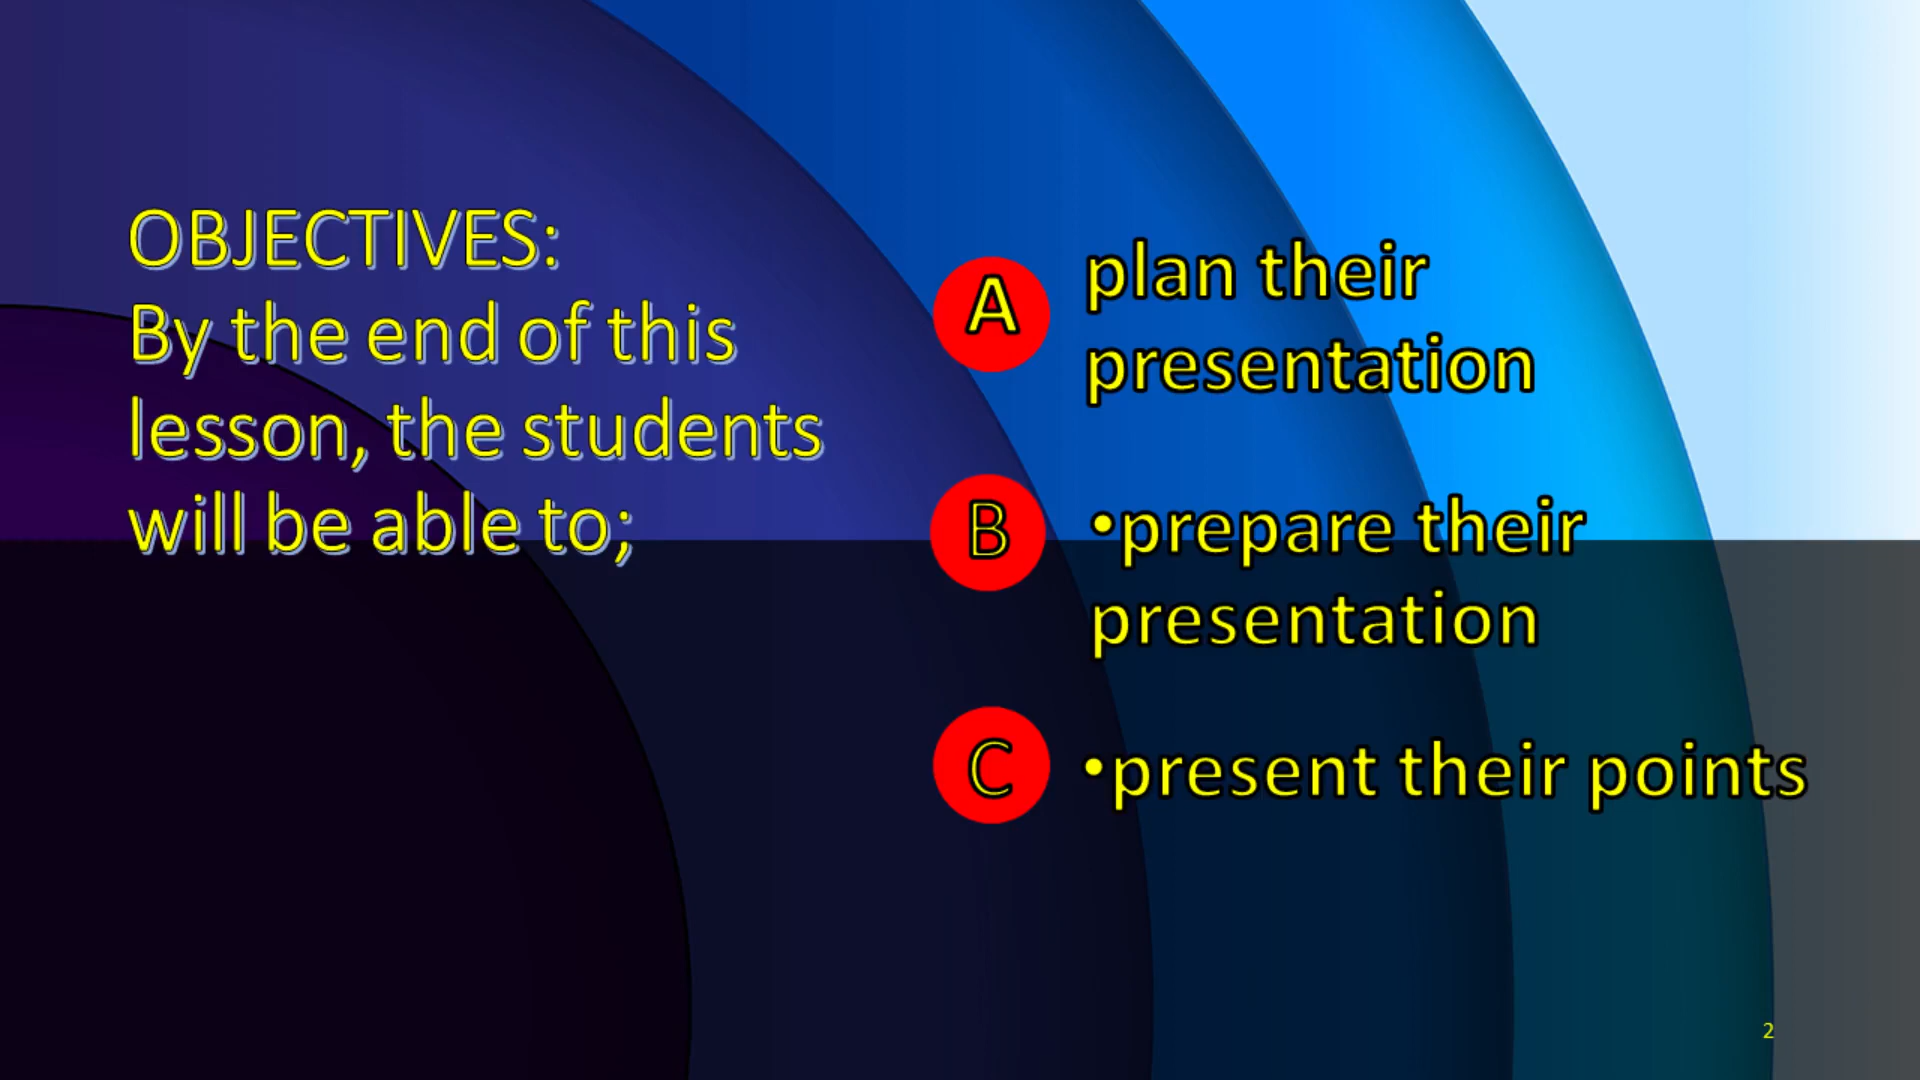 OBJECTIVES:
By the end of this
lesson, the students
will be able to;
A
plan their
presentation
B
•prepare their
presentation
C
•present their points
2